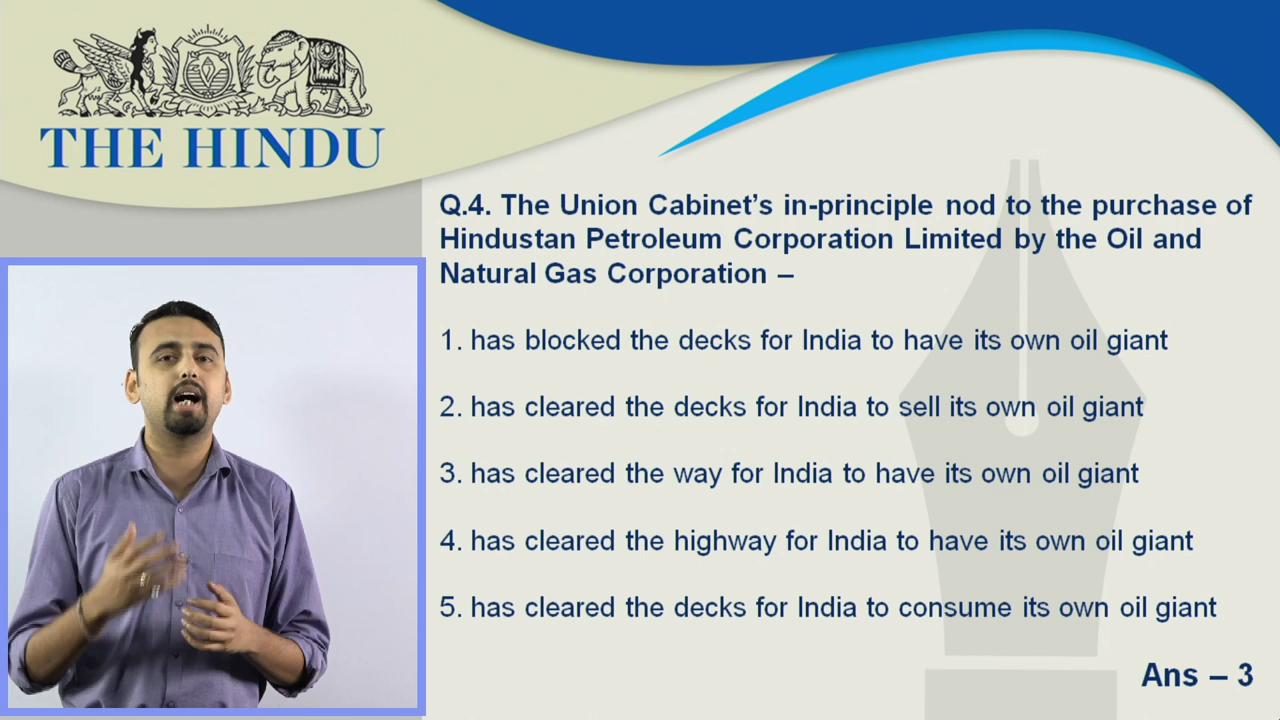 THE HINDU
Q.4. The Union Cabinet's in-principle nod to the purchase of
Hindustan Petroleum Corporation Limited by the Oil and
Natural Gas Corporation –
1. has blocked the decks for India to have its own oil giant
2. has cleared the decks for India to sell its own oil giant
3. has cleared the way for India to have its own oil giant
4. has cleared the highway for India to have its own oil giant
5. has cleared the decks for India to consume its own oil giant
Ans – 3